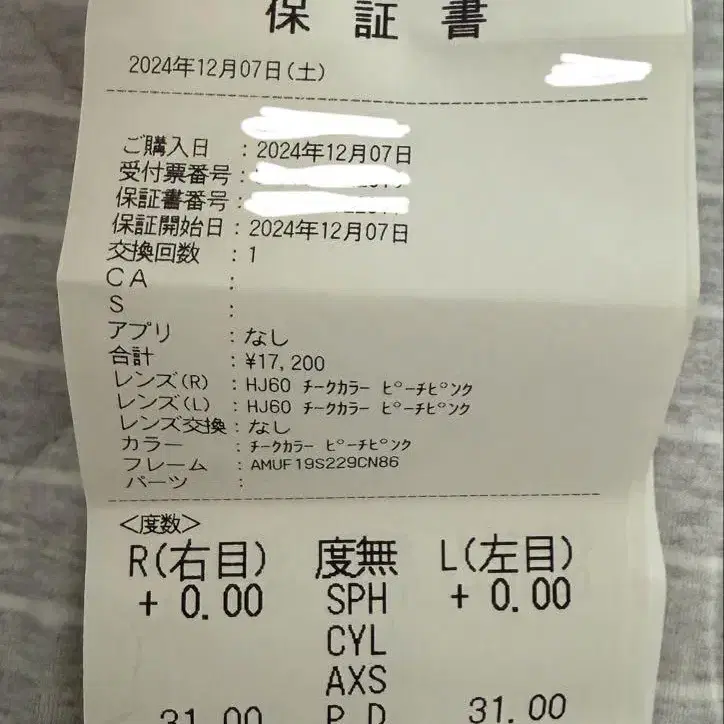 保証書
2024年12月07日(土)
ご購入日 : 2024年12月07日
受付票番号 :
保証書番号 :
保証開始日 : 2024年12月07日
交換回数 : 1
CA :
S :
アプリ : なし
合計 : ¥17,200
レンズ(R) : HJ60 チークカラー ピーチピンク
レンズ(L) : HJ60 チークカラー ピーチピンク
レンズ交換 : なし
カラー : チークカラー ピーチピンク
フレーム : AMUF19S229CN86
パーツ :
<度数>
R(右目) 度無 L(左目)
+ 0.00 SPH + 0.00
CYL
AXS
31.00 P.D 31.00